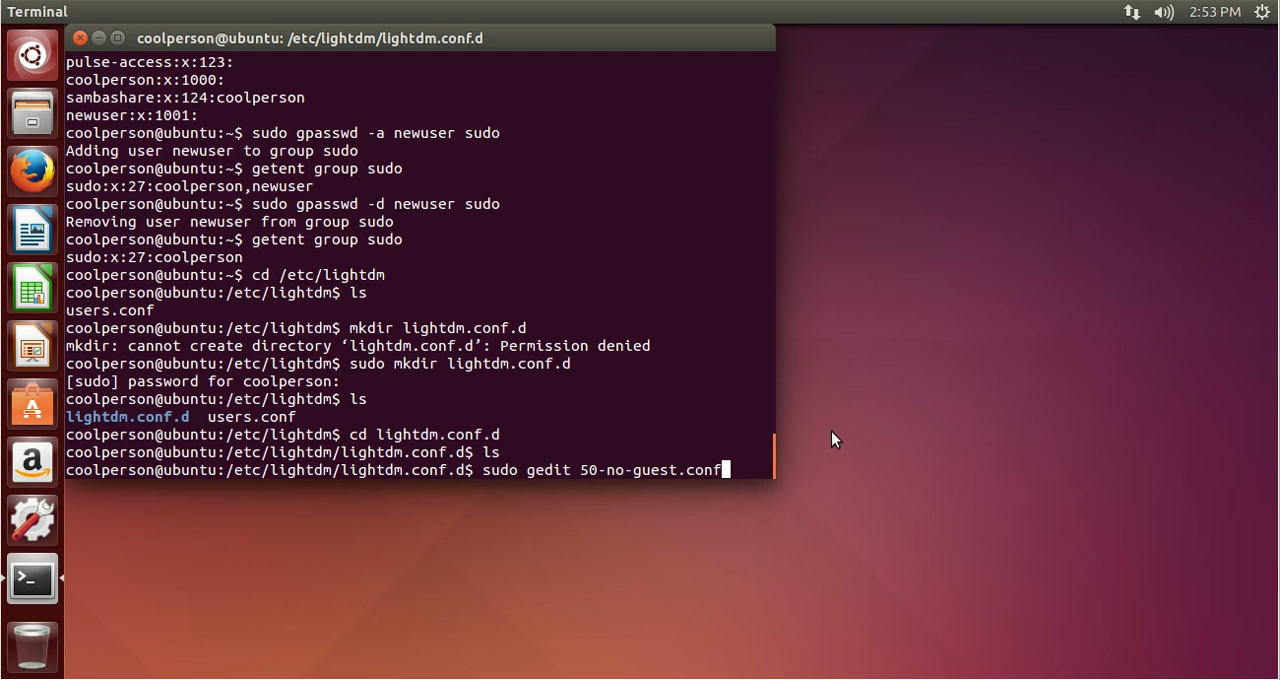 Terminal
2:53 PM
coolperson@ubuntu: /etc/lightdm/lightdm.conf.d
pulse-access:x:123:
coolperson:x:1000:
sambashare:x:124:coolperson
newuser:x:1001:
coolperson@ubuntu:~$ sudo gpasswd -a newuser sudo
Adding user newuser to group sudo
coolperson@ubuntu:~$ getent group sudo
sudo:x:27:coolperson,newuser
coolperson@ubuntu:~$ sudo gpasswd -d newuser sudo
Removing user newuser from group sudo
coolperson@ubuntu:~$ getent group sudo
sudo:x:27:coolperson
coolperson@ubuntu:~$ cd /etc/lightdm
coolperson@ubuntu:/etc/lightdm$ ls
users.conf
coolperson@ubuntu:/etc/lightdm$ mkdir lightdm.conf.d
mkdir: cannot create directory ‘lightdm.conf.d’: Permission denied
coolperson@ubuntu:/etc/lightdm$ sudo mkdir lightdm.conf.d
[sudo] password for coolperson:
coolperson@ubuntu:/etc/lightdm$ ls
lightdm.conf.d  users.conf
coolperson@ubuntu:/etc/lightdm$ cd lightdm.conf.d
coolperson@ubuntu:/etc/lightdm/lightdm.conf.d$ ls
coolperson@ubuntu:/etc/lightdm/lightdm.conf.d$ sudo gedit 50-no-guest.conf